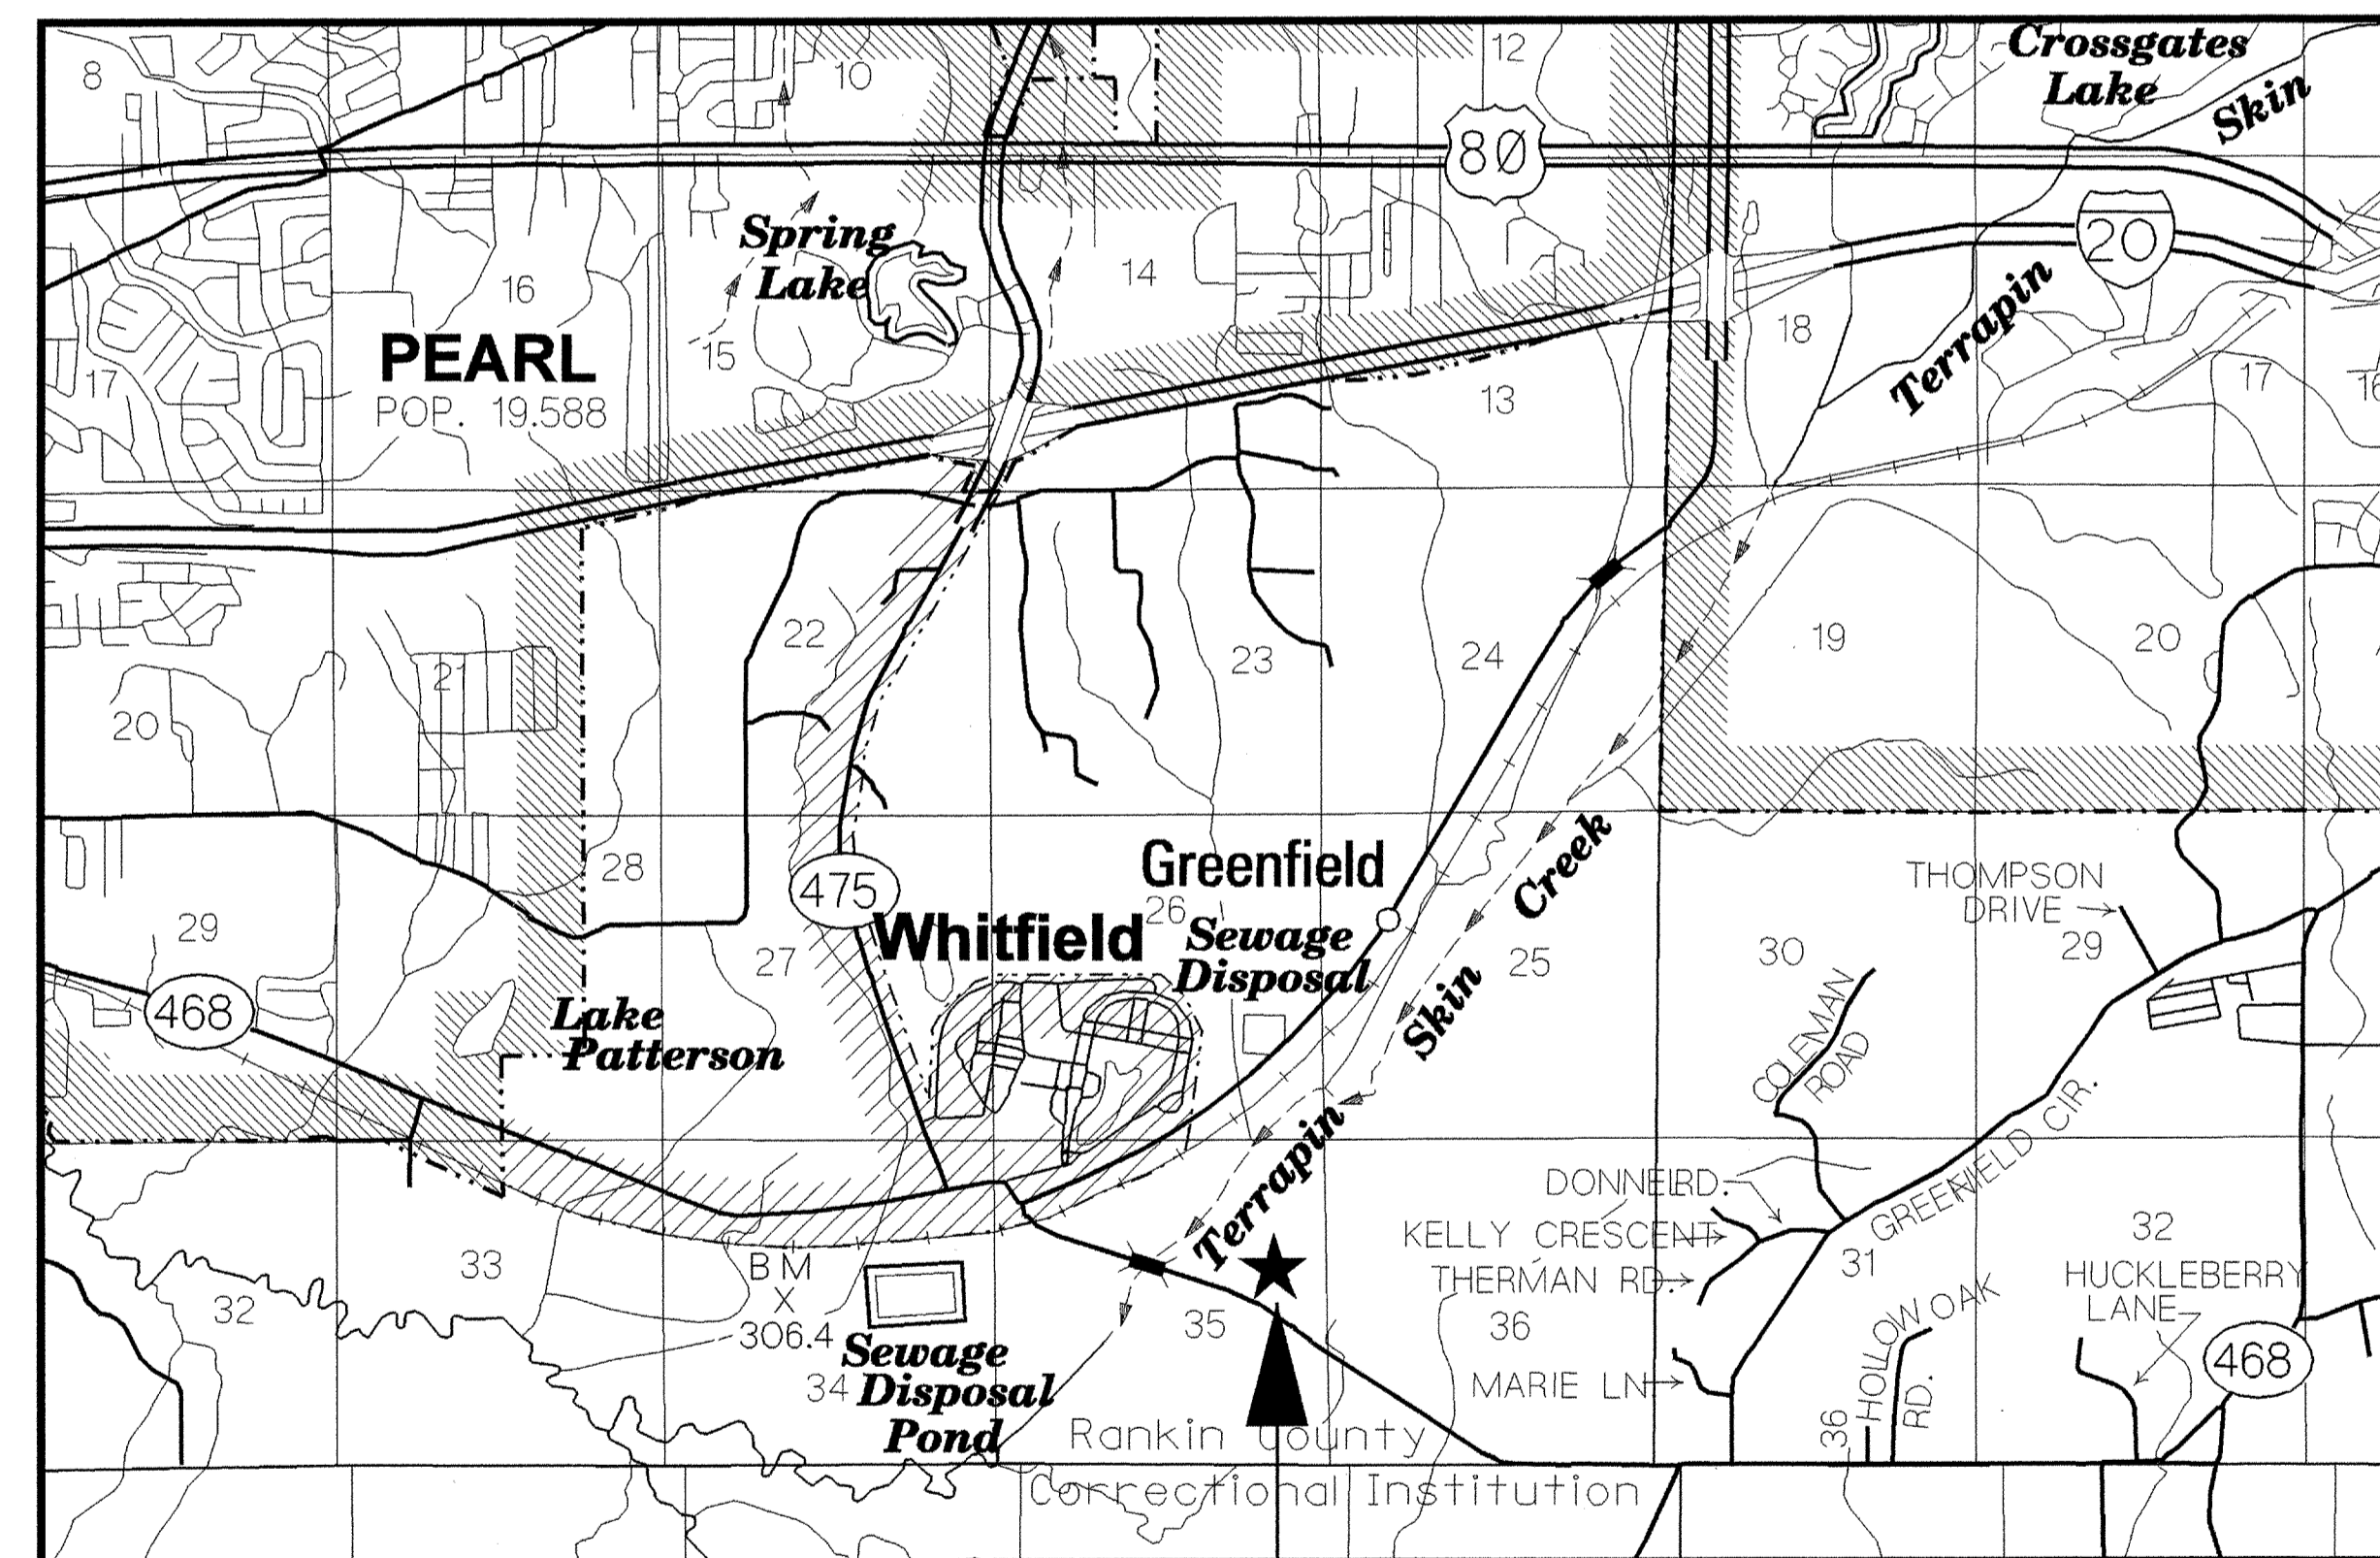 Crossgates
Lake
Skin
8
10
12
80
20
Spring
Lake
14
16
15
18
PEARL
POP. 19.588
17
13
Terrapin
17
16
22
23
24
19
20
21
20
28
475
Greenfield
26
Whitfield
Sewage
Disposal
Creek
THOMPSON
DRIVE
29
29
27
25
30
468
Lake
Patterson
Skin
COLEMAN
ROAD
Terrapin
DONNELRD.
GREENFIELD CIR.
KELLY CRESCENT
THERMAN RD.
33
BM
X
306.4
32
35
36
31
32
HUCKLEBERRY
LANE
Sewage
Disposal
Pond
34
MARIE LN
HOLLOW OAK
RD.
36
468
Rankin County
Correctional Institution